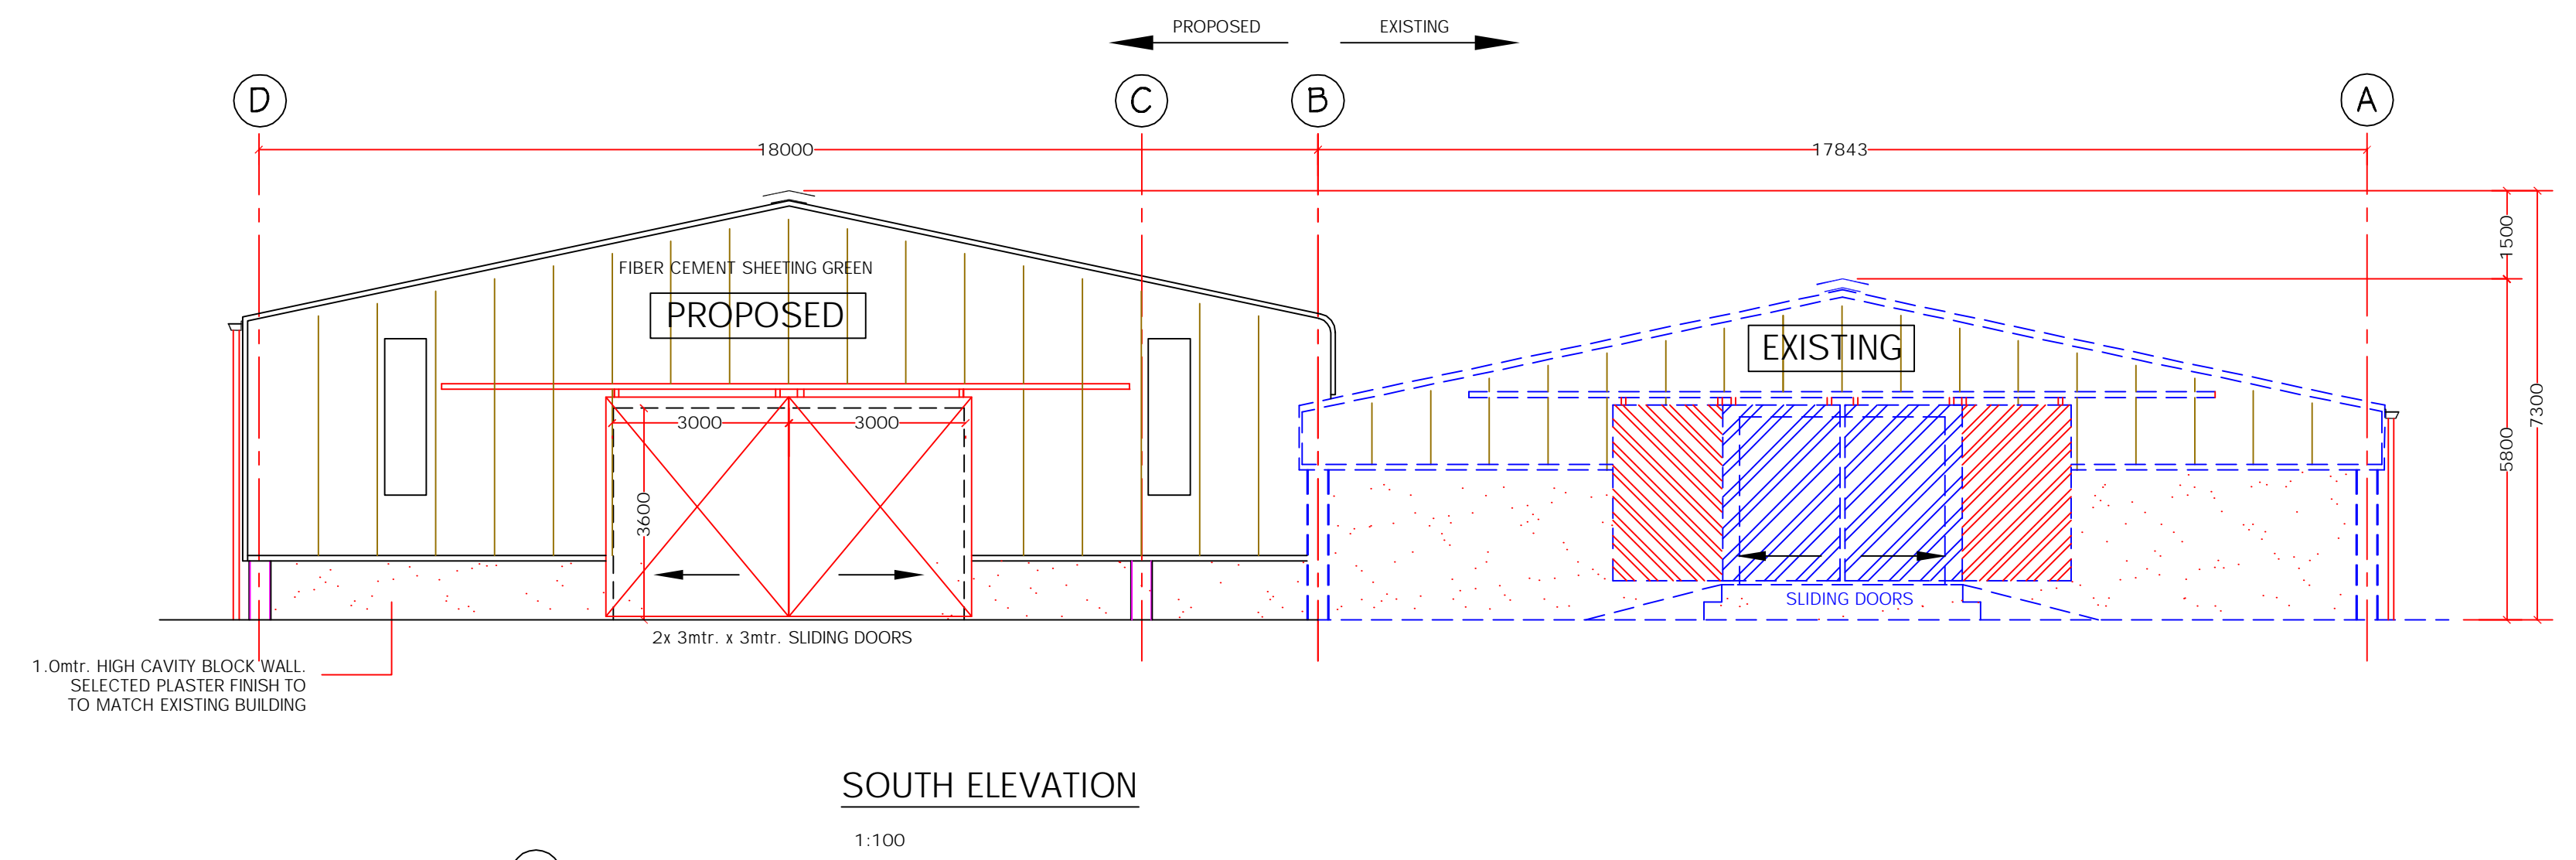 PROPOSED
EXISTING
D
C
B
A
18000
17843
1500
FIBER CEMENT SHEETING GREEN
PROPOSED
EXISTING
7300
3000
3000
5800
3600
SLIDING DOORS
2x 3mtr. x 3mtr. SLIDING DOORS
1.0mtr. HIGH CAVITY BLOCK WALL.
SELECTED PLASTER FINISH TO
TO MATCH EXISTING BUILDING
SOUTH ELEVATION
1:100